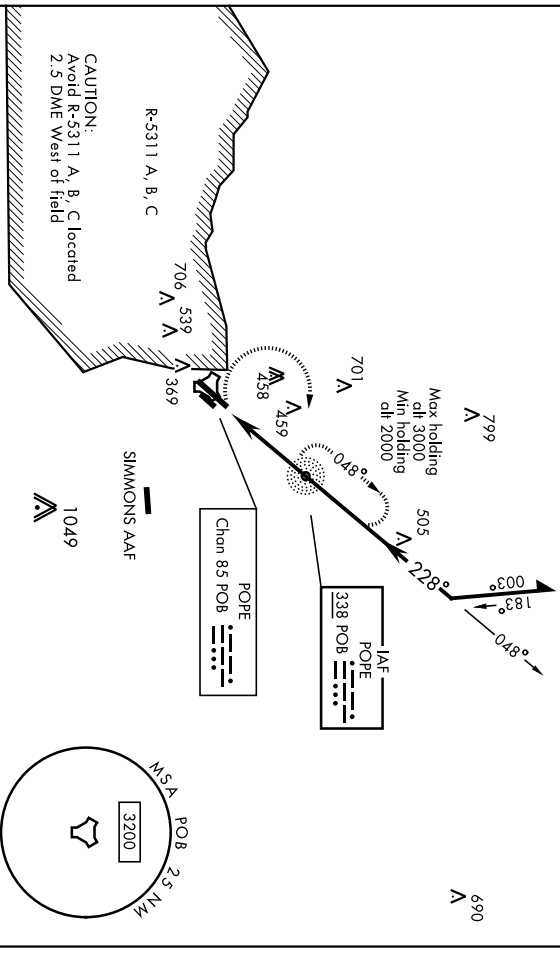 CAUTION:
Avoid R-5311 A, B, C located
2.5 DME West of field
R-5311 A, B, C
706
539
369
458
459
701
799
Max holding
alt 3000
Min holding
alt 2000
048°
505
228°
003°
183°
048°
SIMMONS AAF
1049
POPE
Chan 85 POB
IAF
POPE
338 POB
MSA POB 25 NM
3200
690